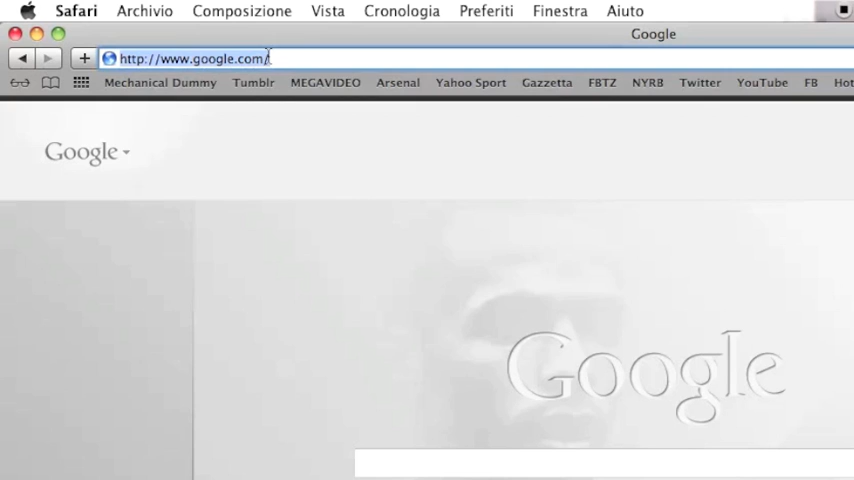 Safari Archivio Composizione Vista Cronologia Preferiti Finestra Aiuto
Google
http://www.google.com/
Mechanical Dummy Tumblr MEGAVIDEO Arsenal Yahoo Sport Gazzetta FBTZ NYRB Twitter YouTube FB Hot
Google
Google